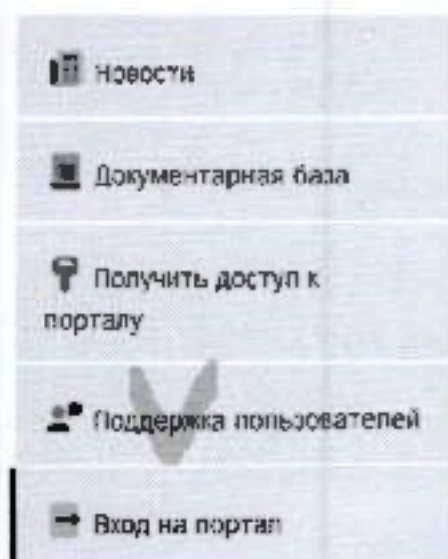 Новости
Документарная база
Получить доступ к
порталу
Поддержка пользователей
Вход на портал